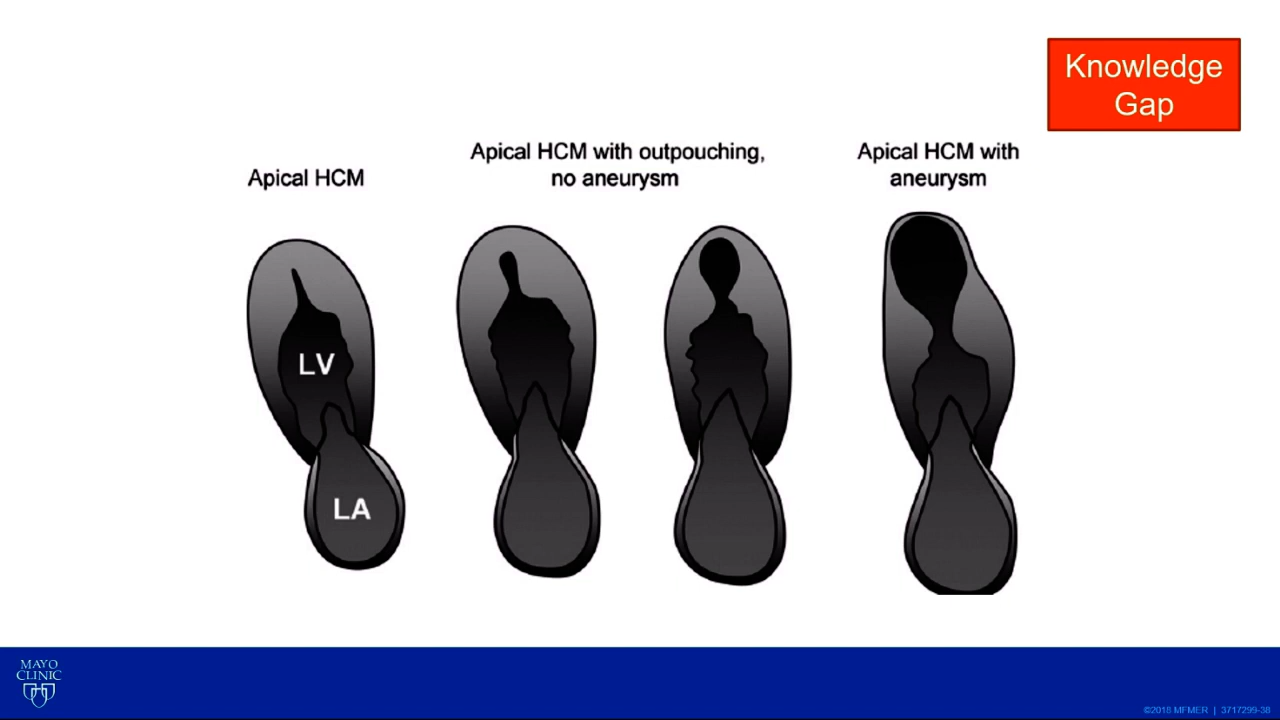 Knowledge
Gap
Apical HCM
Apical HCM with outpouching,
no aneurysm
Apical HCM with
aneurysm
LV
LA
MAYO
CLINIC
©2018 MFMER | 3717299-38